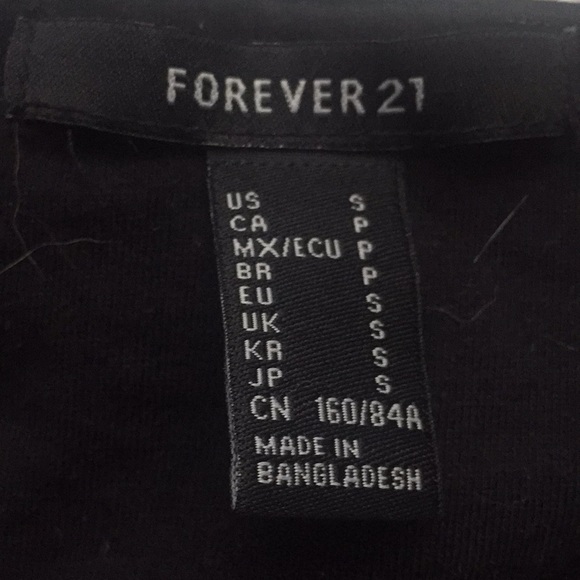 FOREVER 21
US S
CA P
MX/ECU P
BR P
EU S
UK S
KR S
JP S
CN 160/84A
MADE IN
BANGLADESH